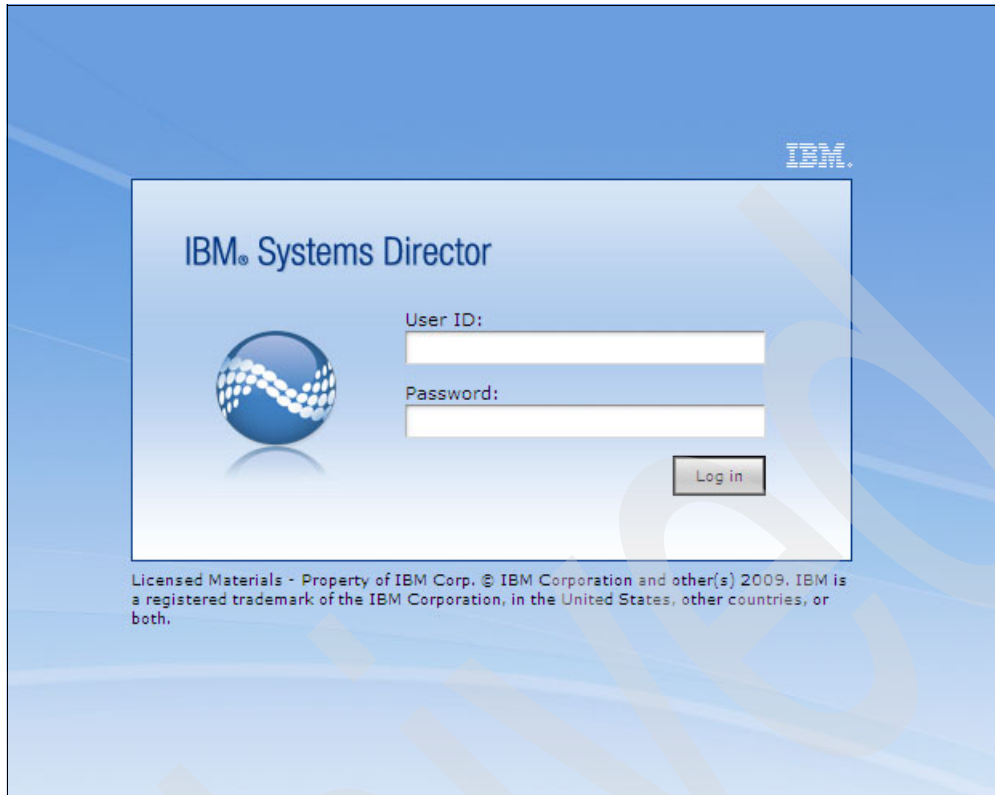 IBM®
IBM® Systems Director
User ID:
Password:
Log in
Licensed Materials - Property of IBM Corp. © IBM Corporation and other(s) 2009. IBM is
a registered trademark of the IBM Corporation, in the United States, other countries, or
both.